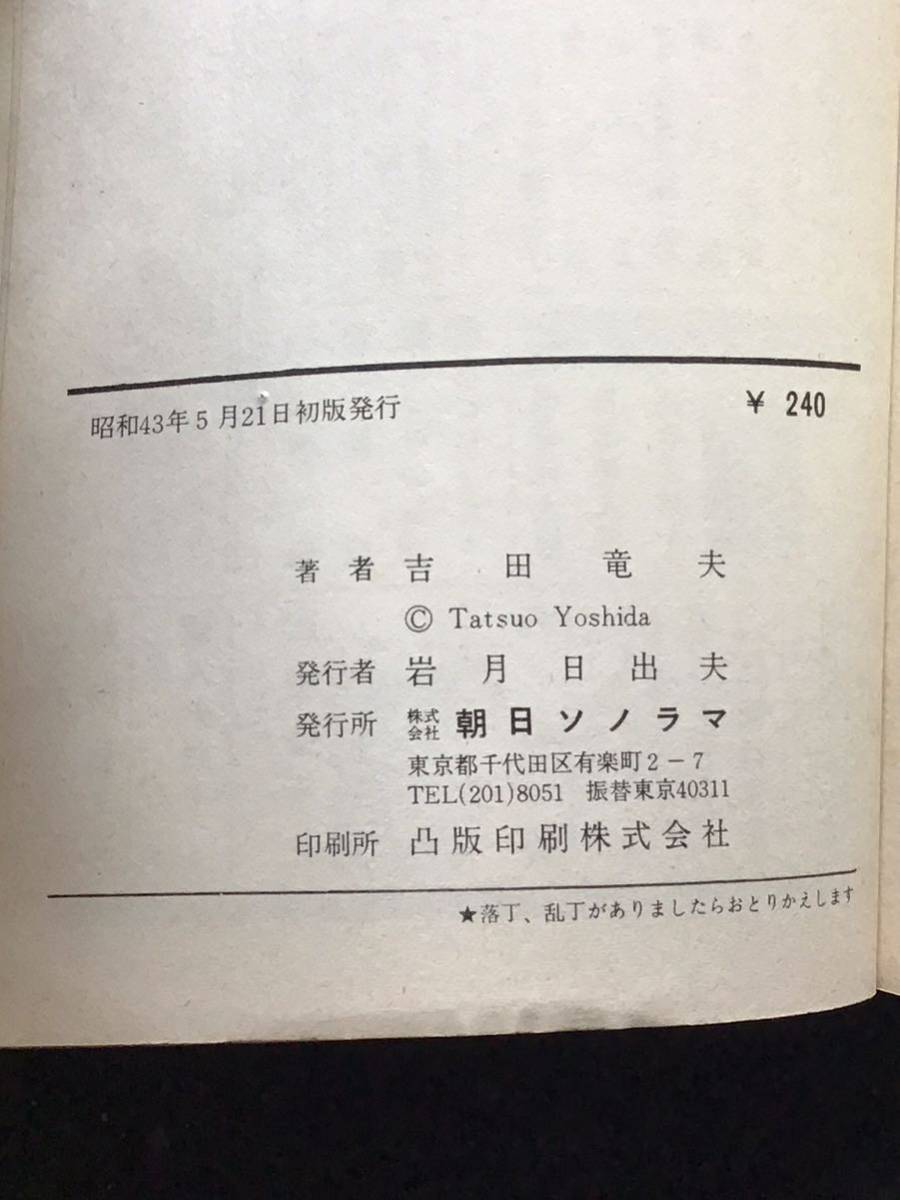 昭和43年5月21日初版発行 ¥ 240
著者 吉田竜夫
© Tatsuo Yoshida
発行者 岩月日出夫
発行所 株式会社 朝日ソノラマ
東京都千代田区有楽町2-7
TEL(201)8051 振替東京40311
印刷所 凸版印刷株式会社
★落丁、乱丁がありましたらおとりかえします